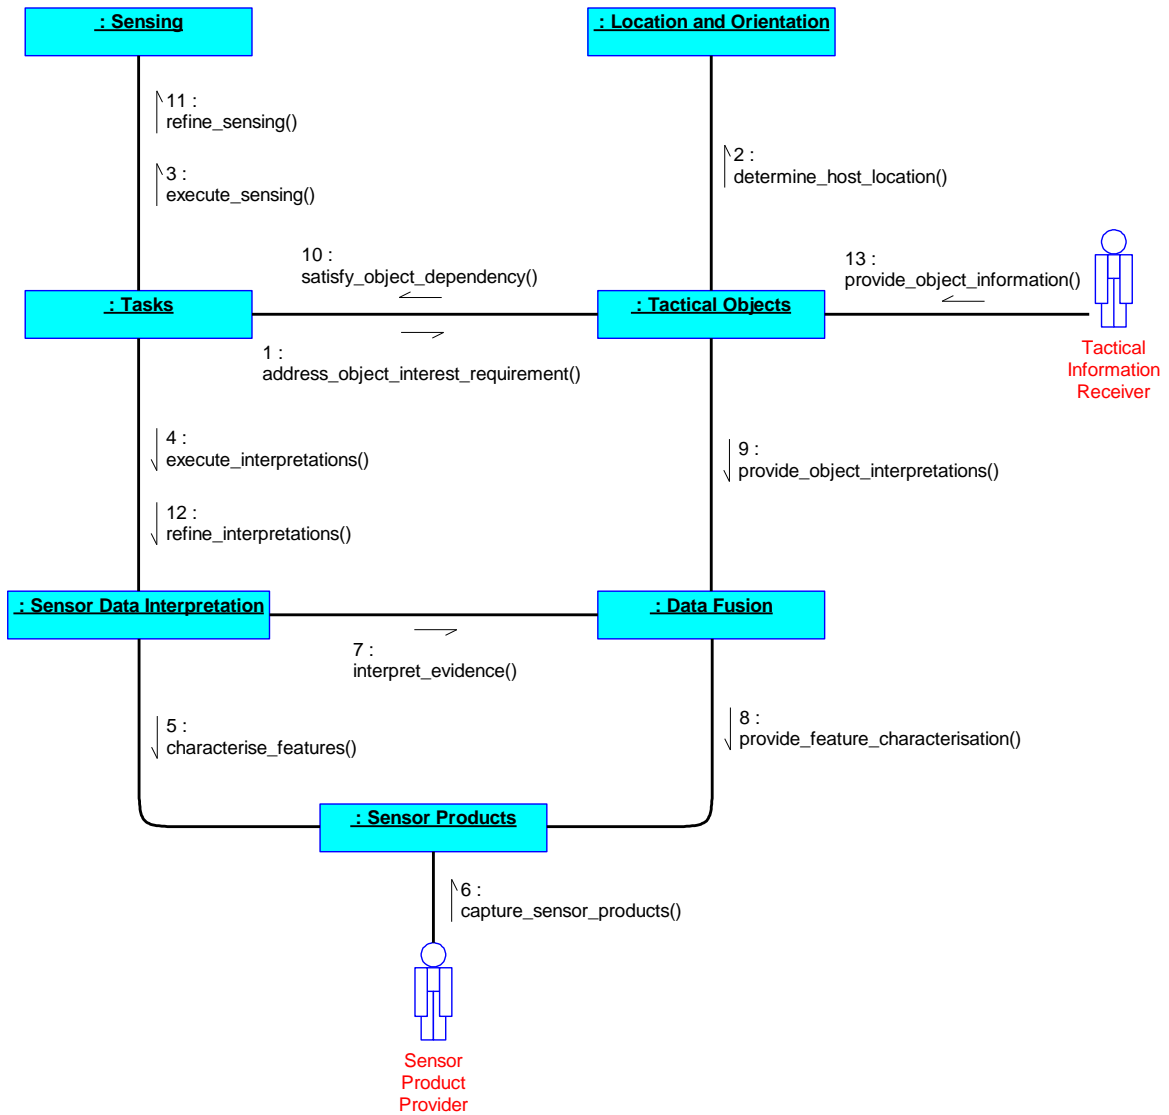 : Sensing
: Location and Orientation
11 :
refine_sensing()
2 :
determine_host_location()
3 :
execute_sensing()
10 :
satisfy_object_dependency()
13 :
provide_object_information()
: Tasks
: Tactical Objects
1 :
address_object_interest_requirement()
Tactical
Information
Receiver
4 :
execute_interpretations()
9 :
provide_object_interpretations()
12 :
refine_interpretations()
: Sensor Data Interpretation
: Data Fusion
7 :
interpret_evidence()
5 :
characterise_features()
8 :
provide_feature_characterisation()
: Sensor Products
6 :
capture_sensor_products()
Sensor
Product
Provider